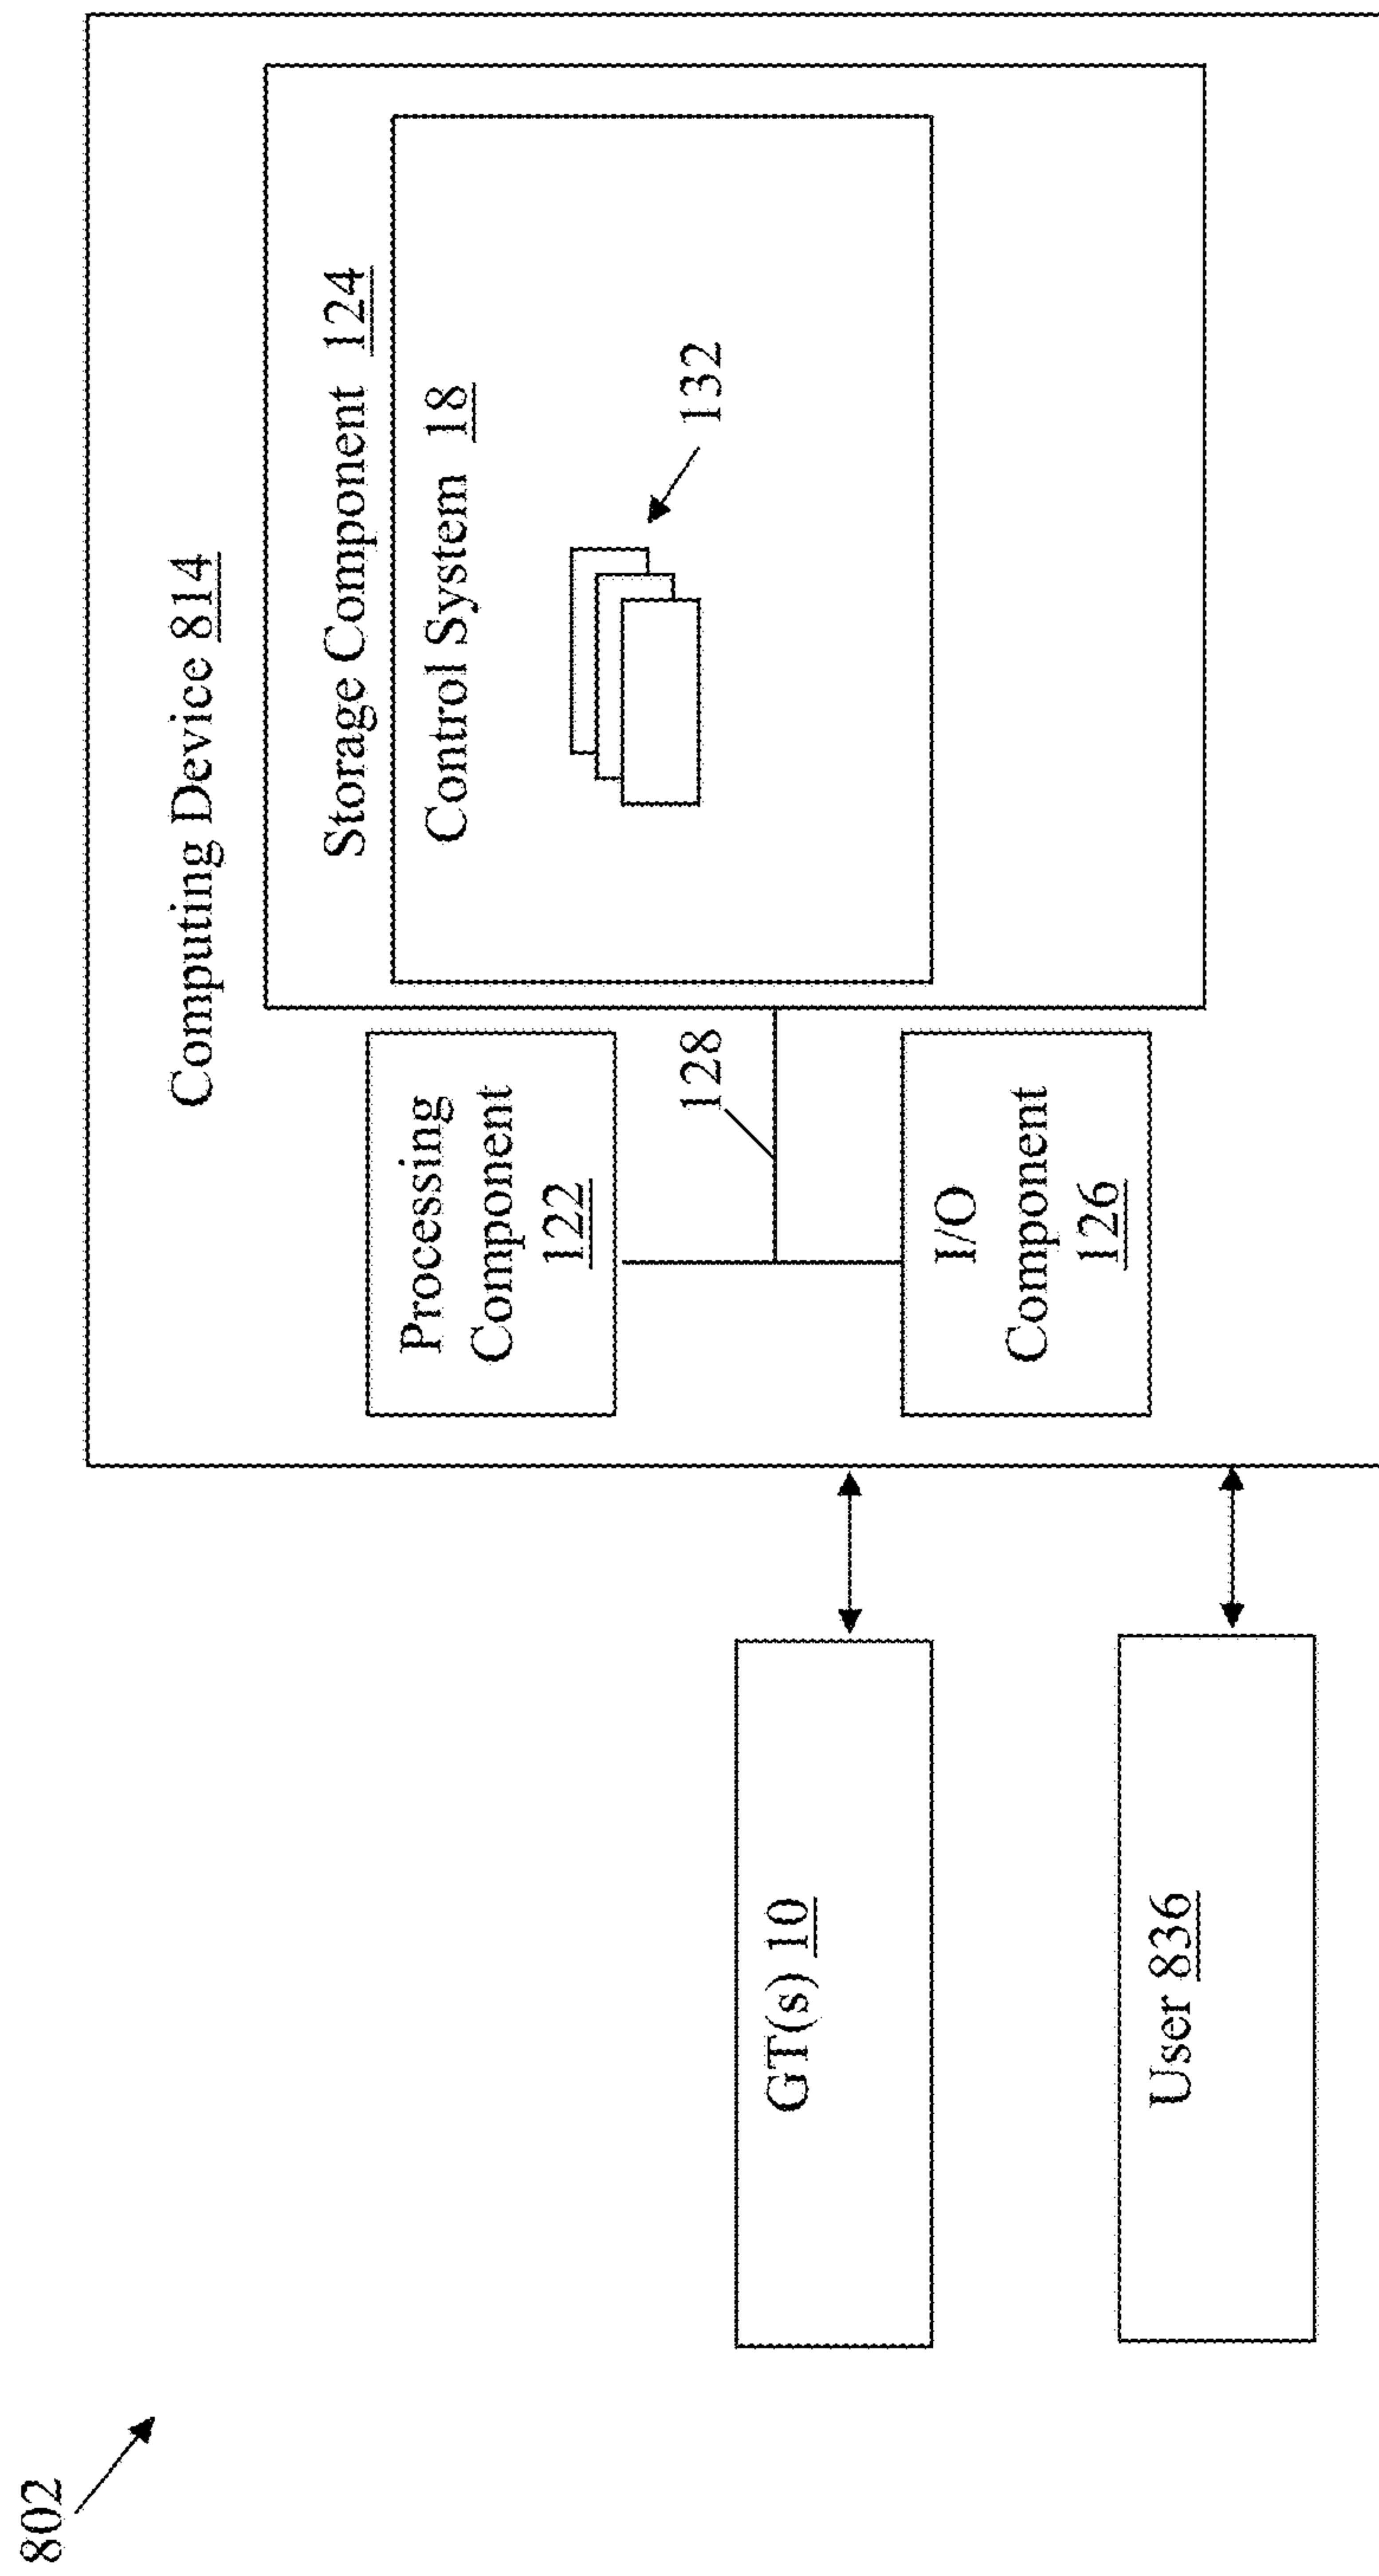 802
Computing Device 814
Storage Component 124
Control System 18
132
Processing
Component
122
128
I/O
Component
126
GT(s) 10
User 836